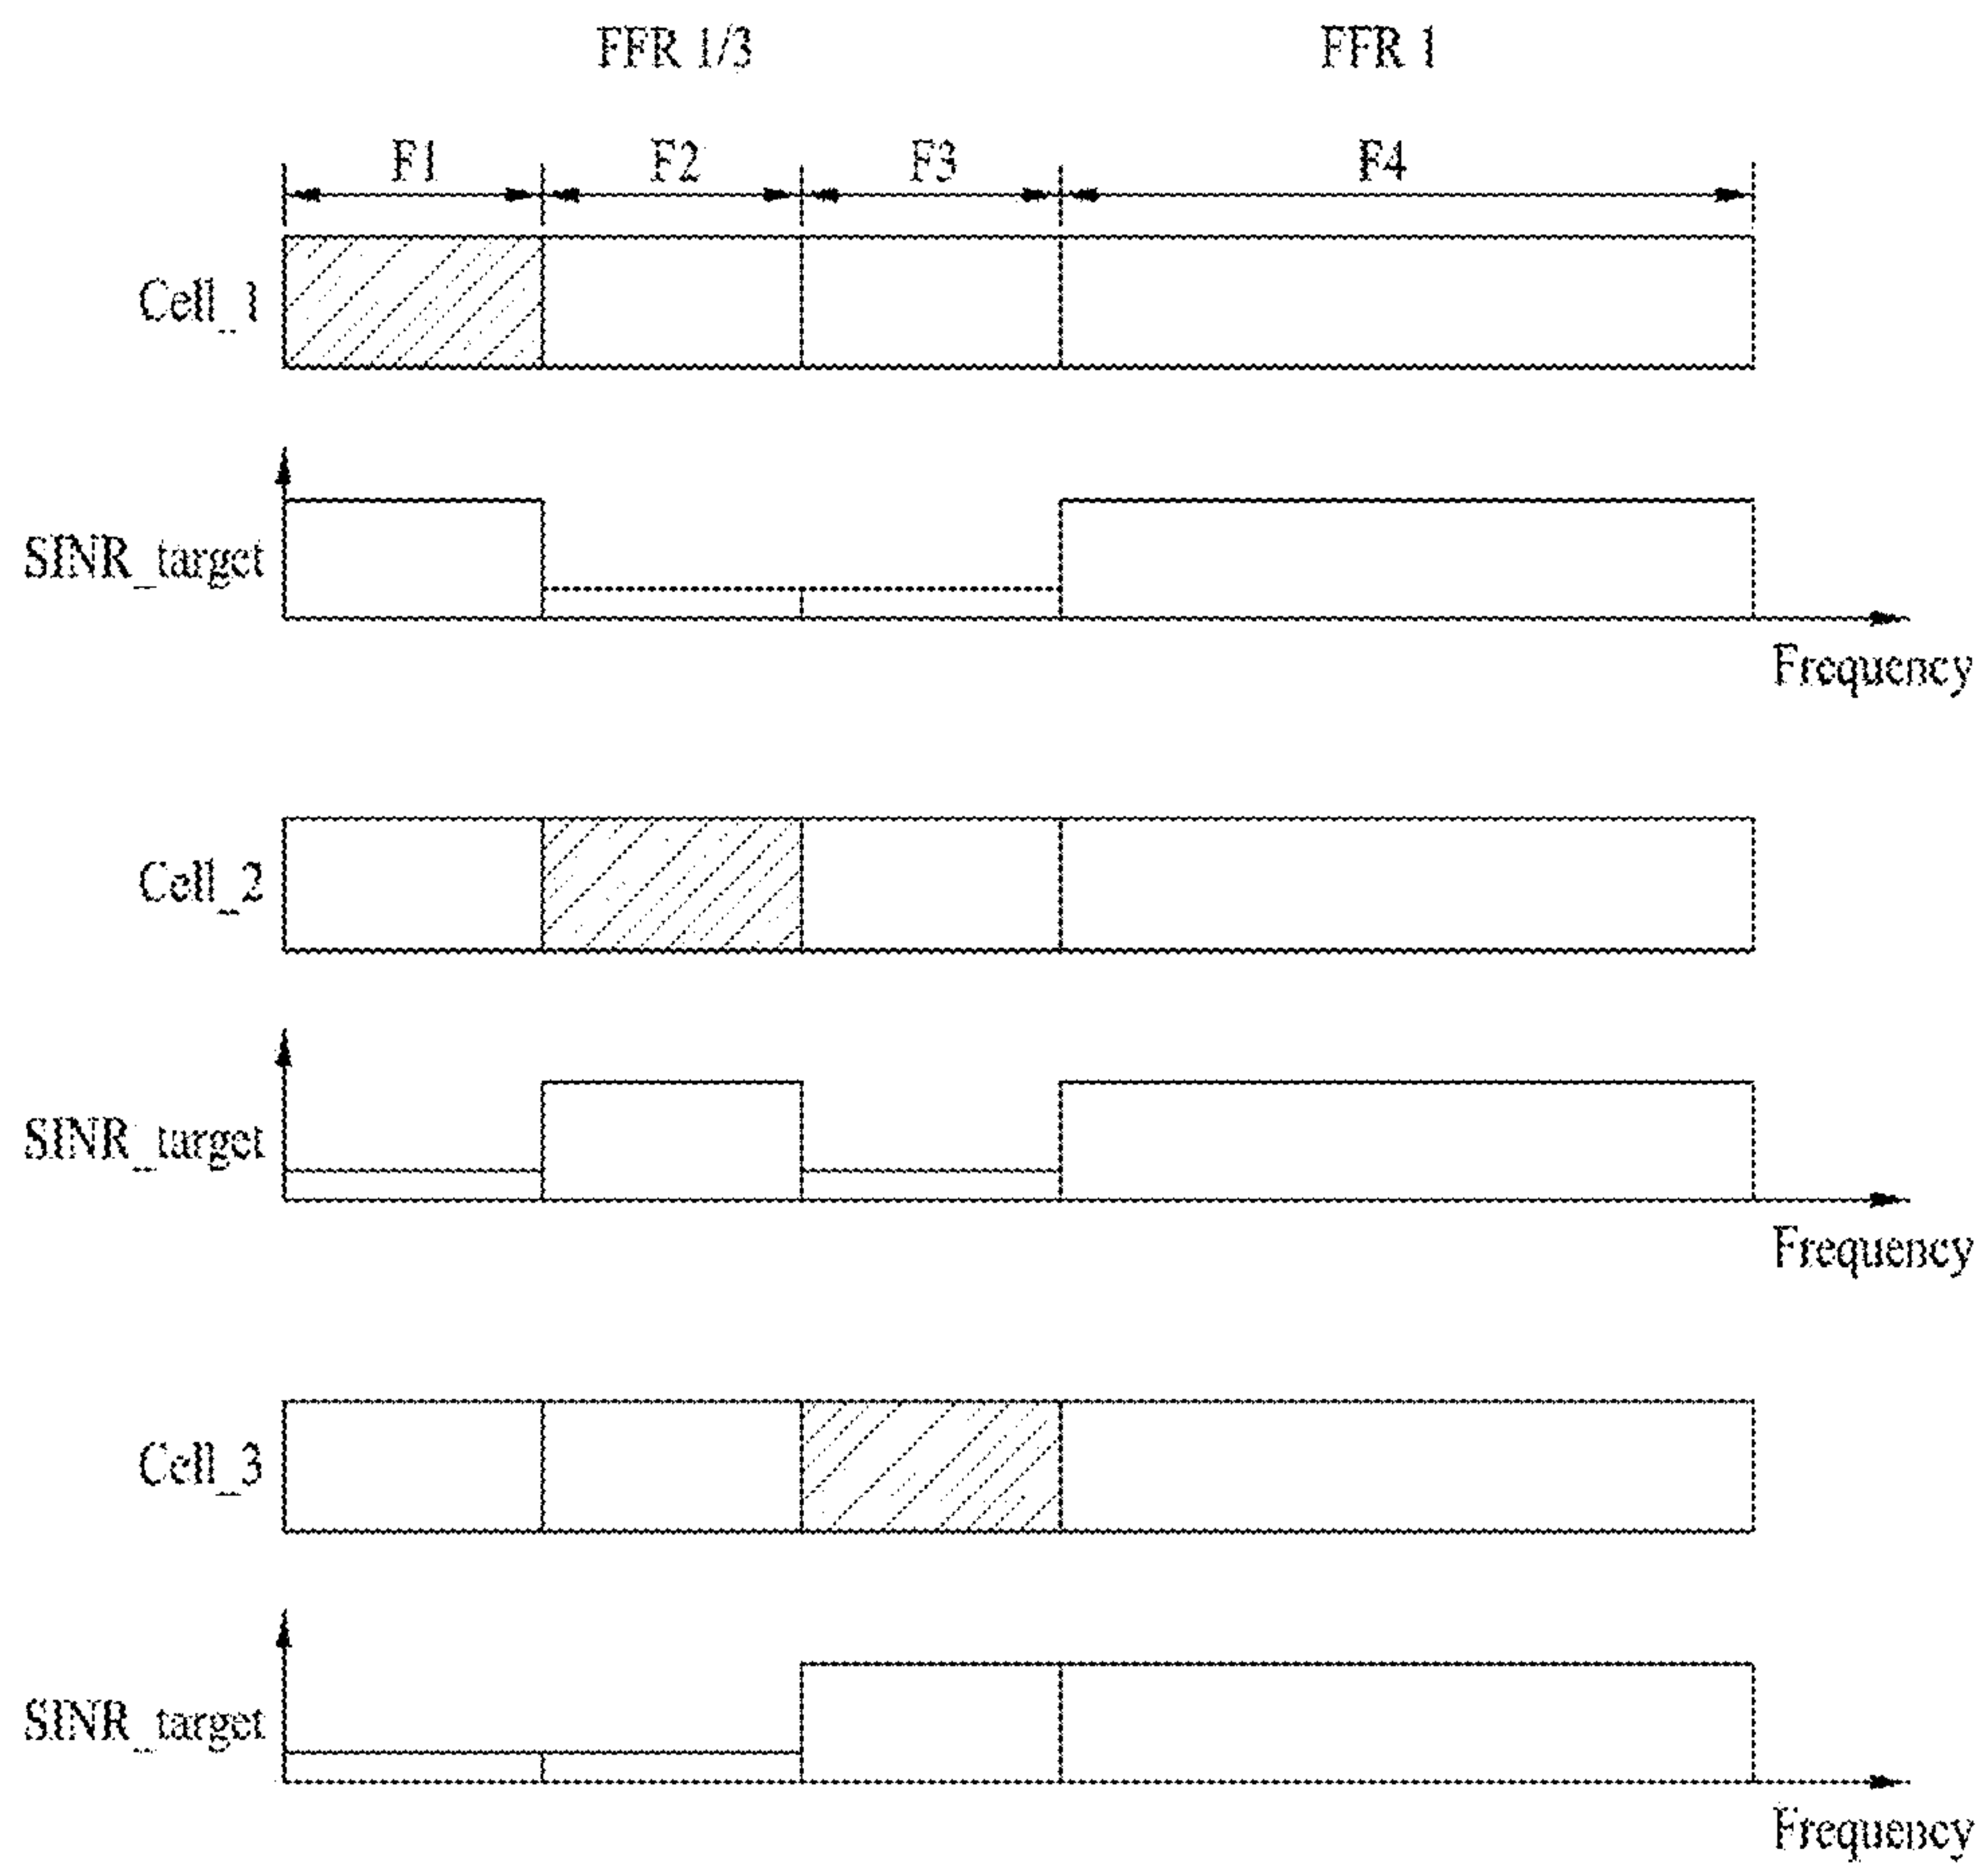 FFR 1/3 FFR 1
F1 F2 F3 F4
Cell_1
SINR_target
Frequency
Cell_2
SINR_target
Frequency
Cell_3
SINR_target
Frequency